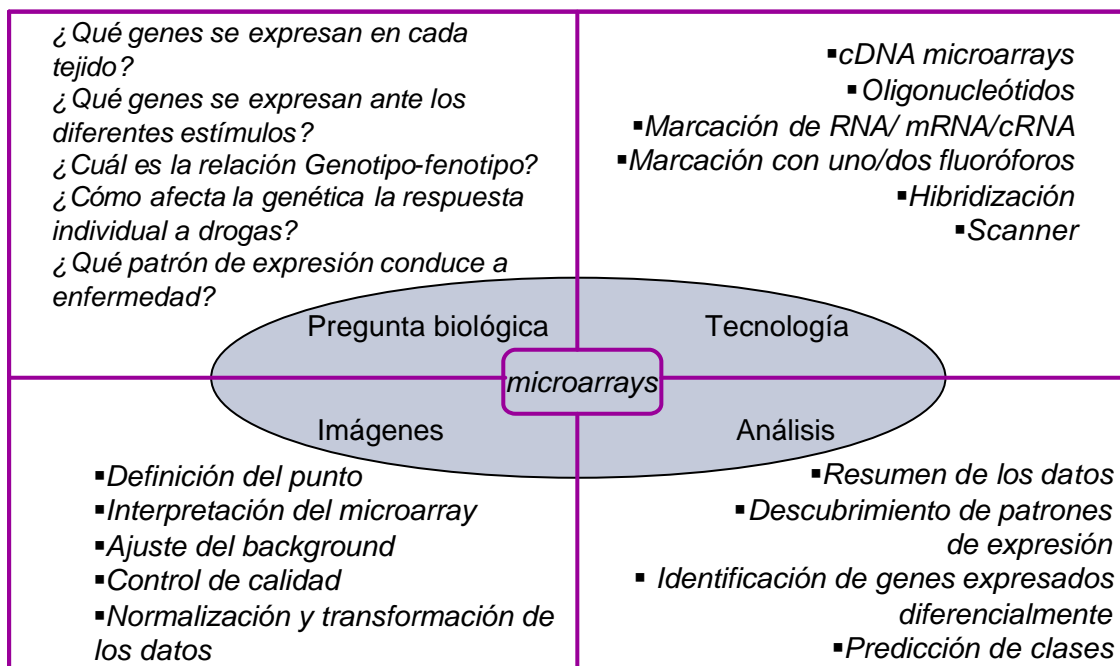 ¿Qué genes se expresan en cada
tejido?
¿Qué genes se expresan ante los
diferentes estímulos?
¿Cuál es la relación Genotipo-fenotipo?
¿Cómo afecta la genética la respuesta
individual a drogas?
¿Qué patrón de expresión conduce a
enfermedad?
Pregunta biológica
▪cDNA microarrays
▪Oligonucleótidos
▪Marcación de RNA/ mRNA/cRNA
▪Marcación con uno/dos fluoróforos
▪Hibridización
▪Scanner
Tecnología
microarrays
Imágenes
▪Definición del punto
▪Interpretación del microarray
▪Ajuste del background
▪Control de calidad
▪Normalización y transformación de
los datos
Análisis
▪Resumen de los datos
▪Descubrimiento de patrones
de expresión
▪ Identificación de genes expresados
diferencialmente
▪Predicción de clases